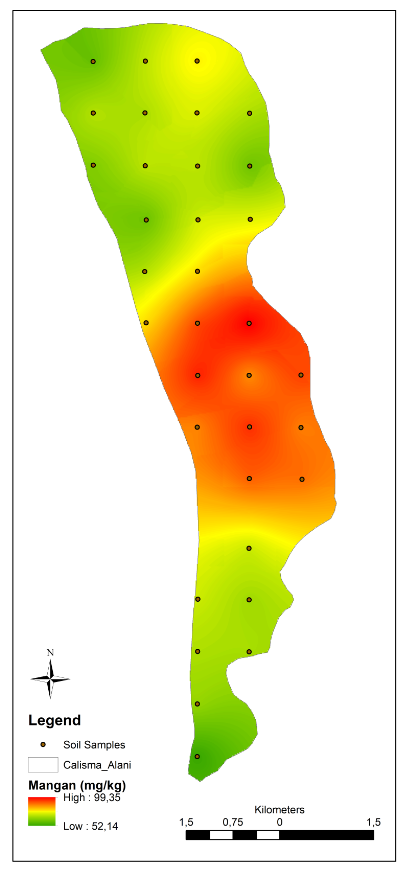 N
Legend
Soil Samples
Calisma_Alani
Mangan (mg/kg)
High : 99,35
Low : 52,14
Kilometers
1,5 0,75 0 1,5